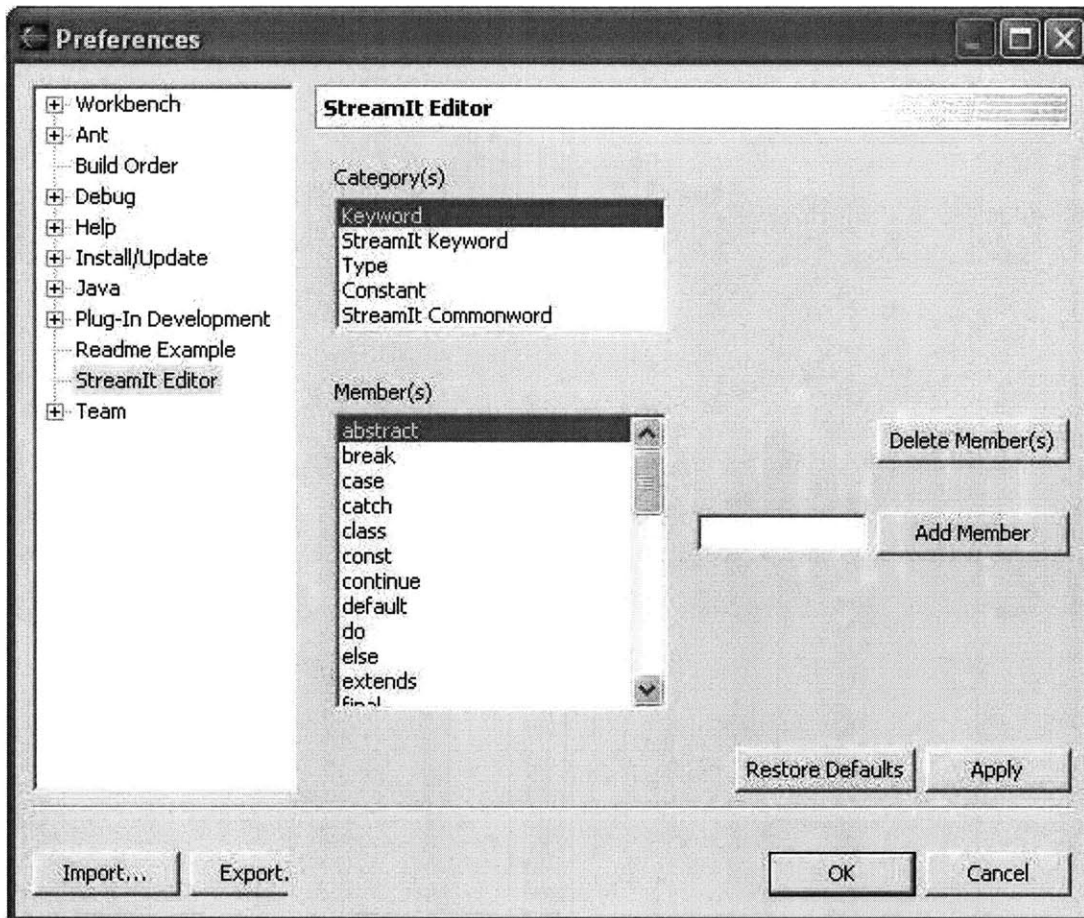 Preferences
Workbench
Ant
Build Order
Debug
Help
Install/Update
Java
Plug-In Development
Readme Example
StreamIt Editor
Team
StreamIt Editor
Category(s)
Keyword
StreamIt Keyword
Type
Constant
StreamIt Commonword
Member(s)
abstract
break
case
catch
class
const
continue
default
do
else
extends
final
Delete Member(s)
Add Member
Restore Defaults
Apply
Import...
Export.
OK
Cancel